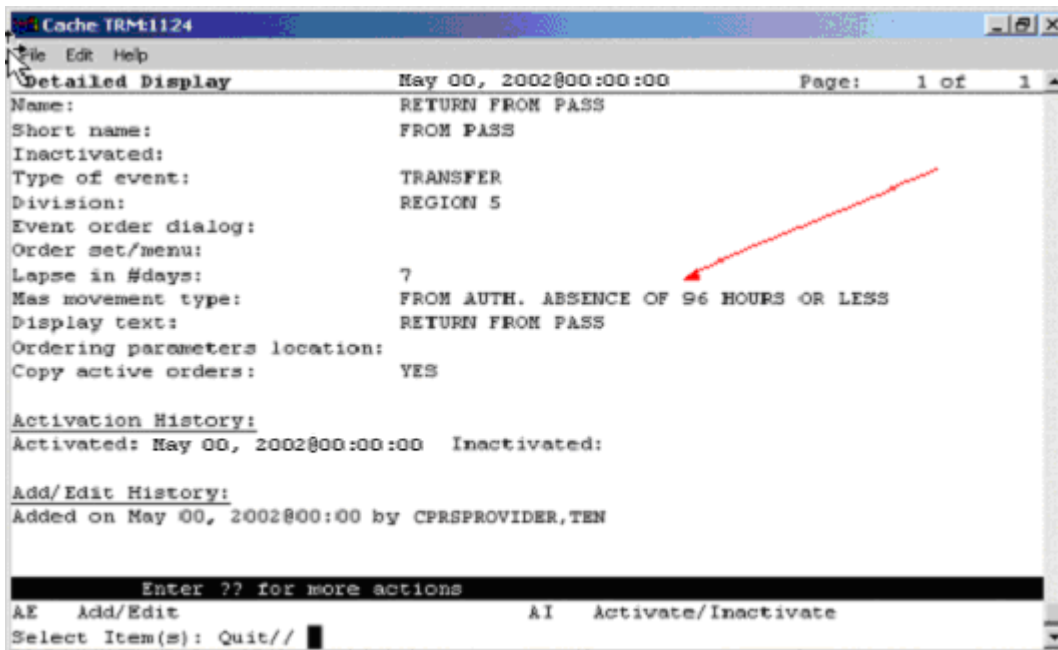 Cache TRM:1124
File Edit Help
Detailed Display May 00, 2002@00:00:00 Page: 1 of 1
Name: RETURN FROM PASS
Short name: FROM PASS
Inactivated:
Type of event: TRANSFER
Division: REGION 5
Event order dialog:
Order set/menu:
Lapse in #days: 7
Mas movement type: FROM AUTH. ABSENCE OF 96 HOURS OR LESS
Display text: RETURN FROM PASS
Ordering parameters location:
Copy active orders: YES
Activation History:
Activated: May 00, 2002@00:00:00 Inactivated:
Add/Edit History:
Added on May 00, 2002@00:00 by CPRSPROVIDER,TEN
Enter ?? for more actions
AE Add/Edit AI Activate/Inactivate
Select Item(s): Quit//